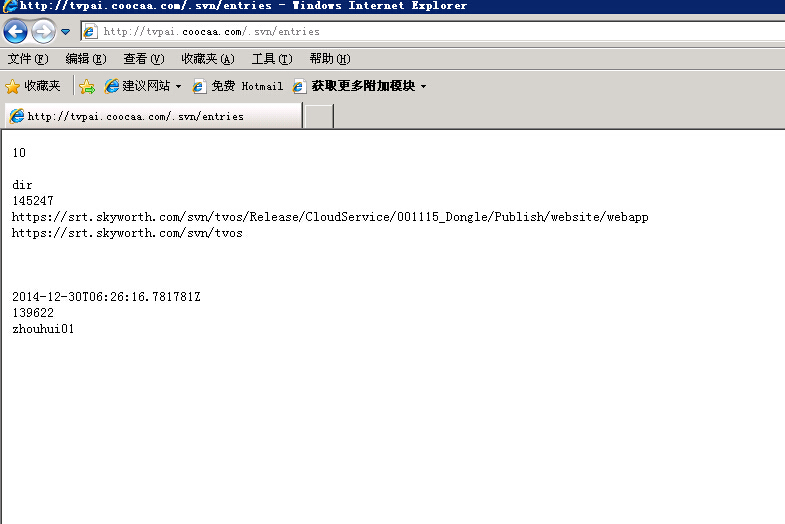 http://tvpai.coocaa.com/.svn/entries - Windows Internet Explorer
http://tvpai.coocaa.com/.svn/entries
文件(F) 编辑(E) 查看(V) 收藏夹(A) 工具(T) 帮助(H)
收藏夹 建议网站 免费 Hotmail 获取更多附加模块
http://tvpai.coocaa.com/.svn/entries
10
dir
145247
https://srt.skyworth.com/svn/tvos/Release/CloudService/001115_Dongle/Publish/website/webapp
https://srt.skyworth.com/svn/tvos
2014-12-30T06:26:16.781781Z
139622
zhouhui01